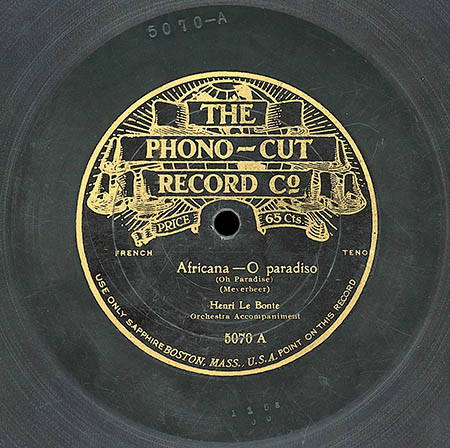 5070-A
THE
PHONO-CUT
RECORD Co
PRICE 65 Cts.
FRENCH TENO
Africana—O paradiso
(Oh Paradise)
(Meyerbeer)
Henri Le Bonte
Orchestra Accompaniment
5070 A
USE ONLY SAPPHIRE POINT ON THIS RECORD
BOSTON, MASS., U.S.A.